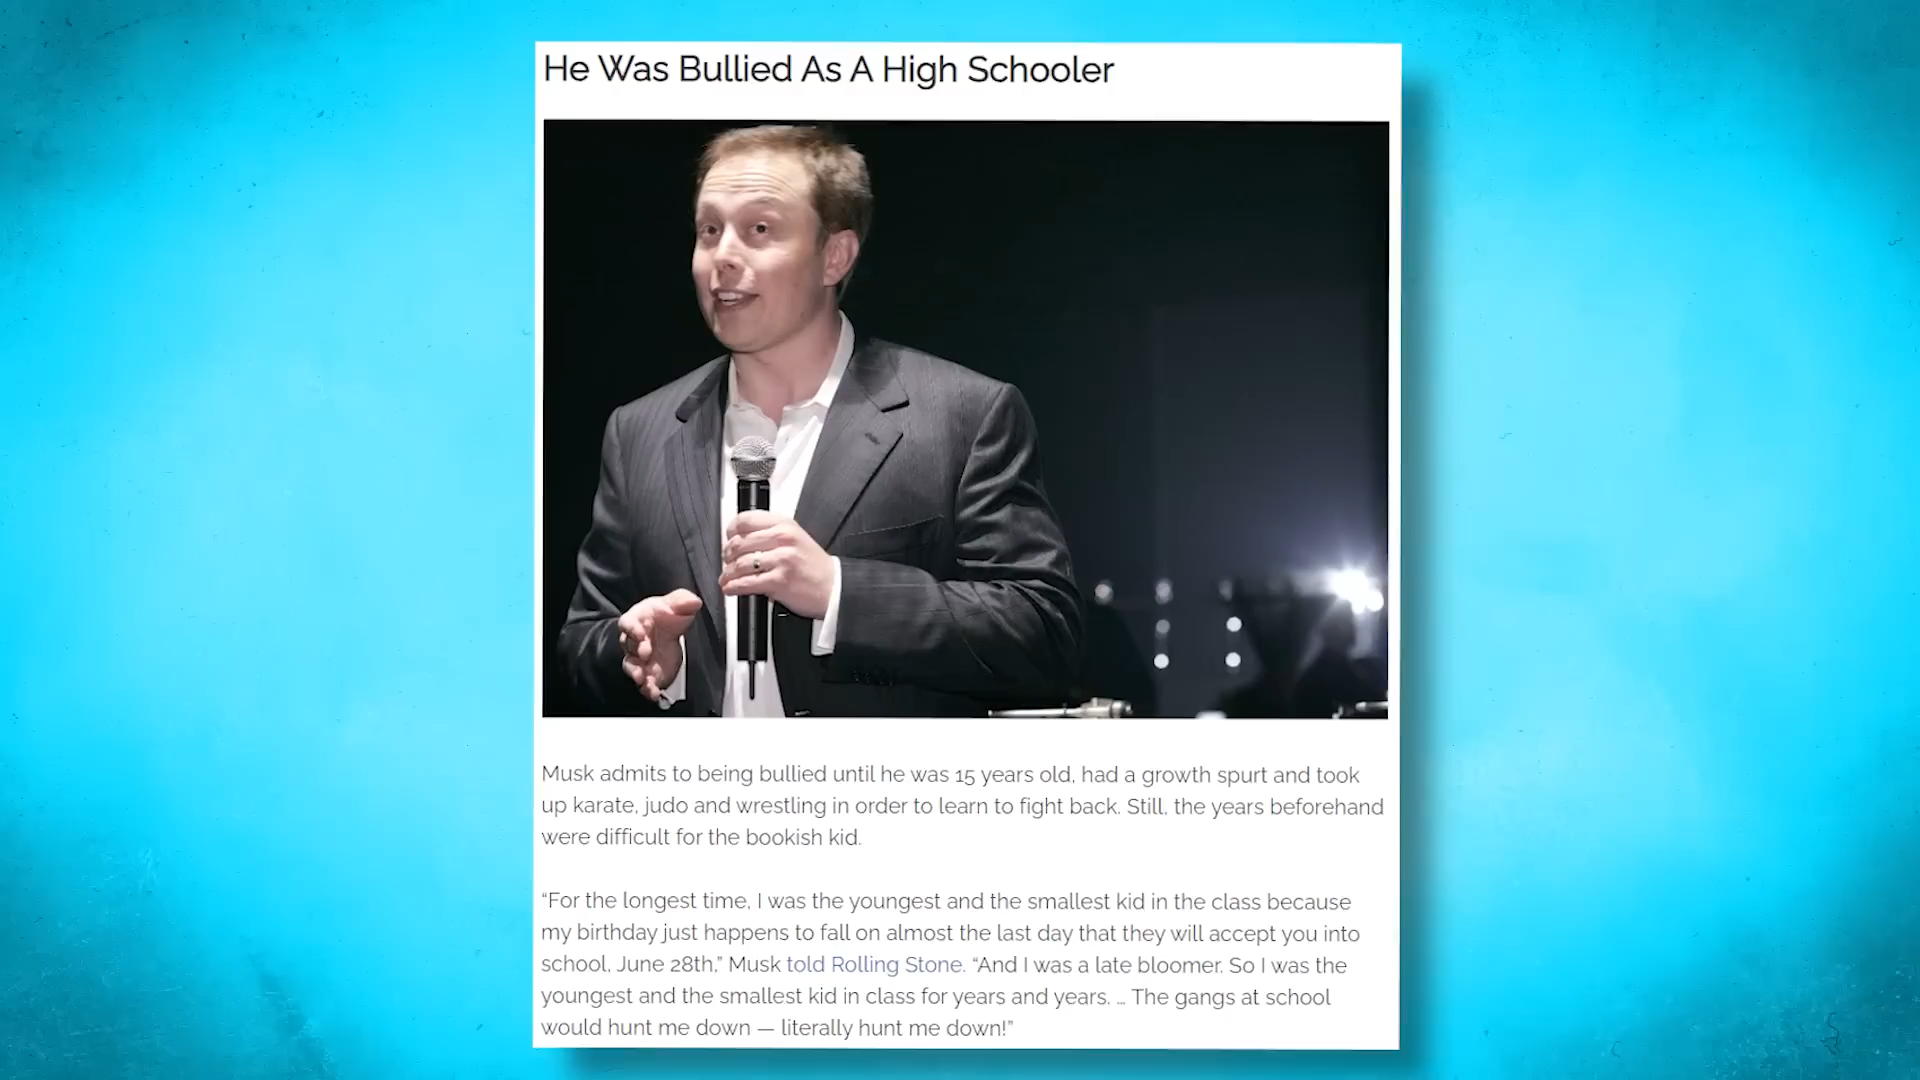 He Was Bullied As A High Schooler
Musk admits to being bullied until he was 15 years old, had a growth spurt and took
up karate, judo and wrestling in order to learn to fight back. Still, the years beforehand
were difficult for the bookish kid.
“For the longest time, I was the youngest and the smallest kid in the class because
my birthday just happens to fall on almost the last day that they will accept you into
school, June 28th,” Musk told Rolling Stone. “And I was a late bloomer. So I was the
youngest and the smallest kid in class for years and years. … The gangs at school
would hunt me down — literally hunt me down!”